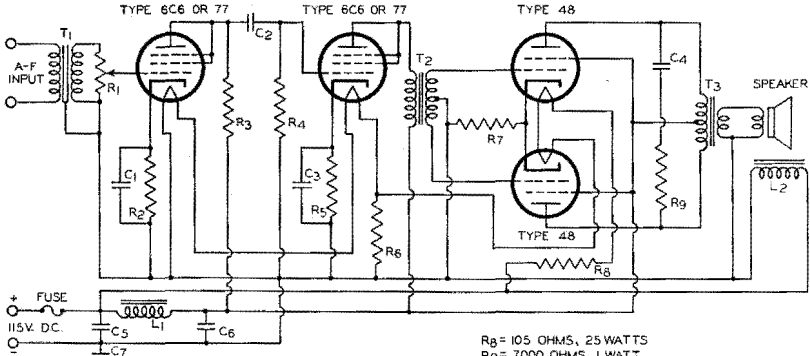 TYPE 6C6 OR 77
TYPE 6C6 OR 77
TYPE 48
T1
C2
T2
C4
T3
SPEAKER
A-F
INPUT
R1
R3
R4
R7
C1
R2
C3
R5
R6
TYPE 48
R9
L2
R8
+
FUSE
115V. D.C.
L1
C5
C6
C7
−
R8 = 105 OHMS, 25 WATTS
R9 = 7000 OHMS, 1 WATT